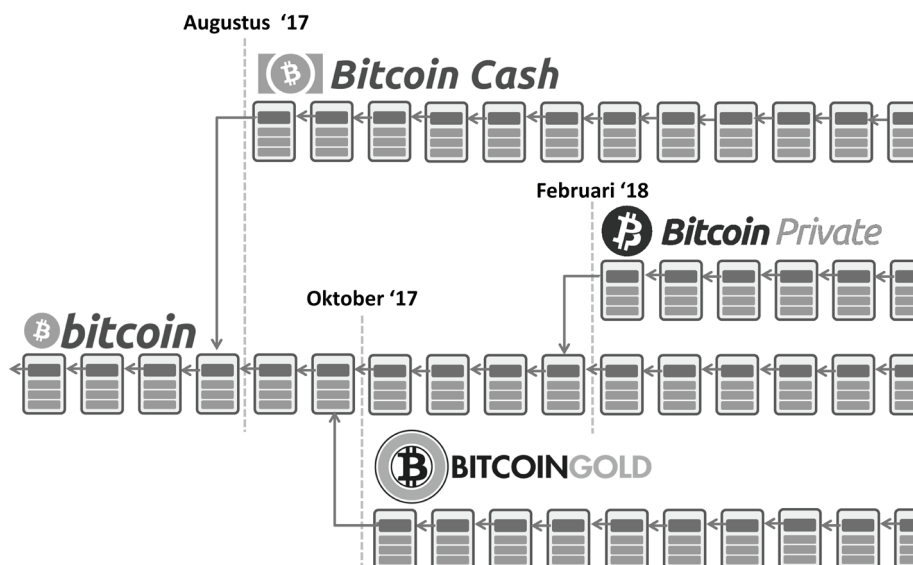 Augustus ‘17
Bitcoin Cash
Februari ‘18
Bitcoin Private
Oktober ‘17
bitcoin
BITCOINGOLD